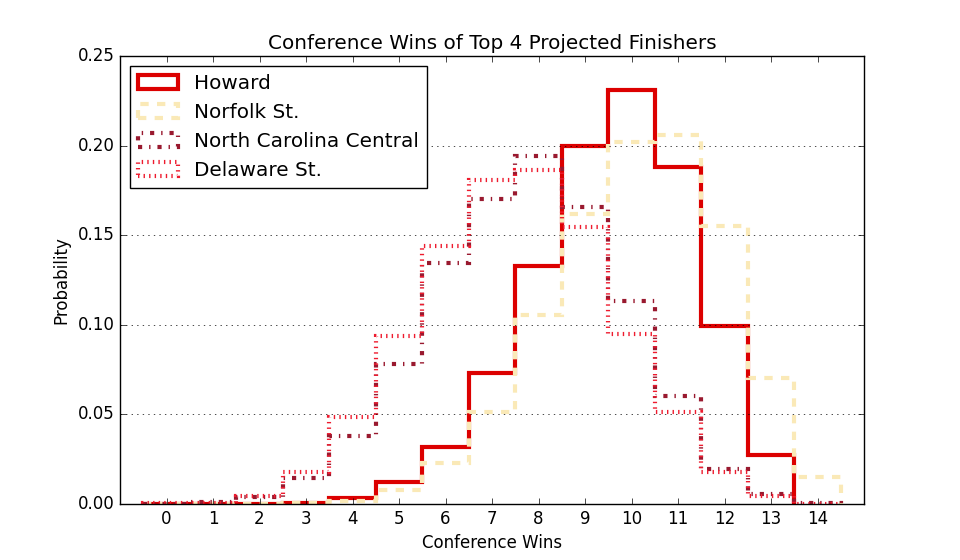 Conference Wins of Top 4 Projected Finishers
Howard
Norfolk St.
North Carolina Central
Delaware St.
0.25
0.20
0.15
0.10
0.05
0.00
Probability
0 1 2 3 4 5 6 7 8 9 10 11 12 13 14
Conference Wins